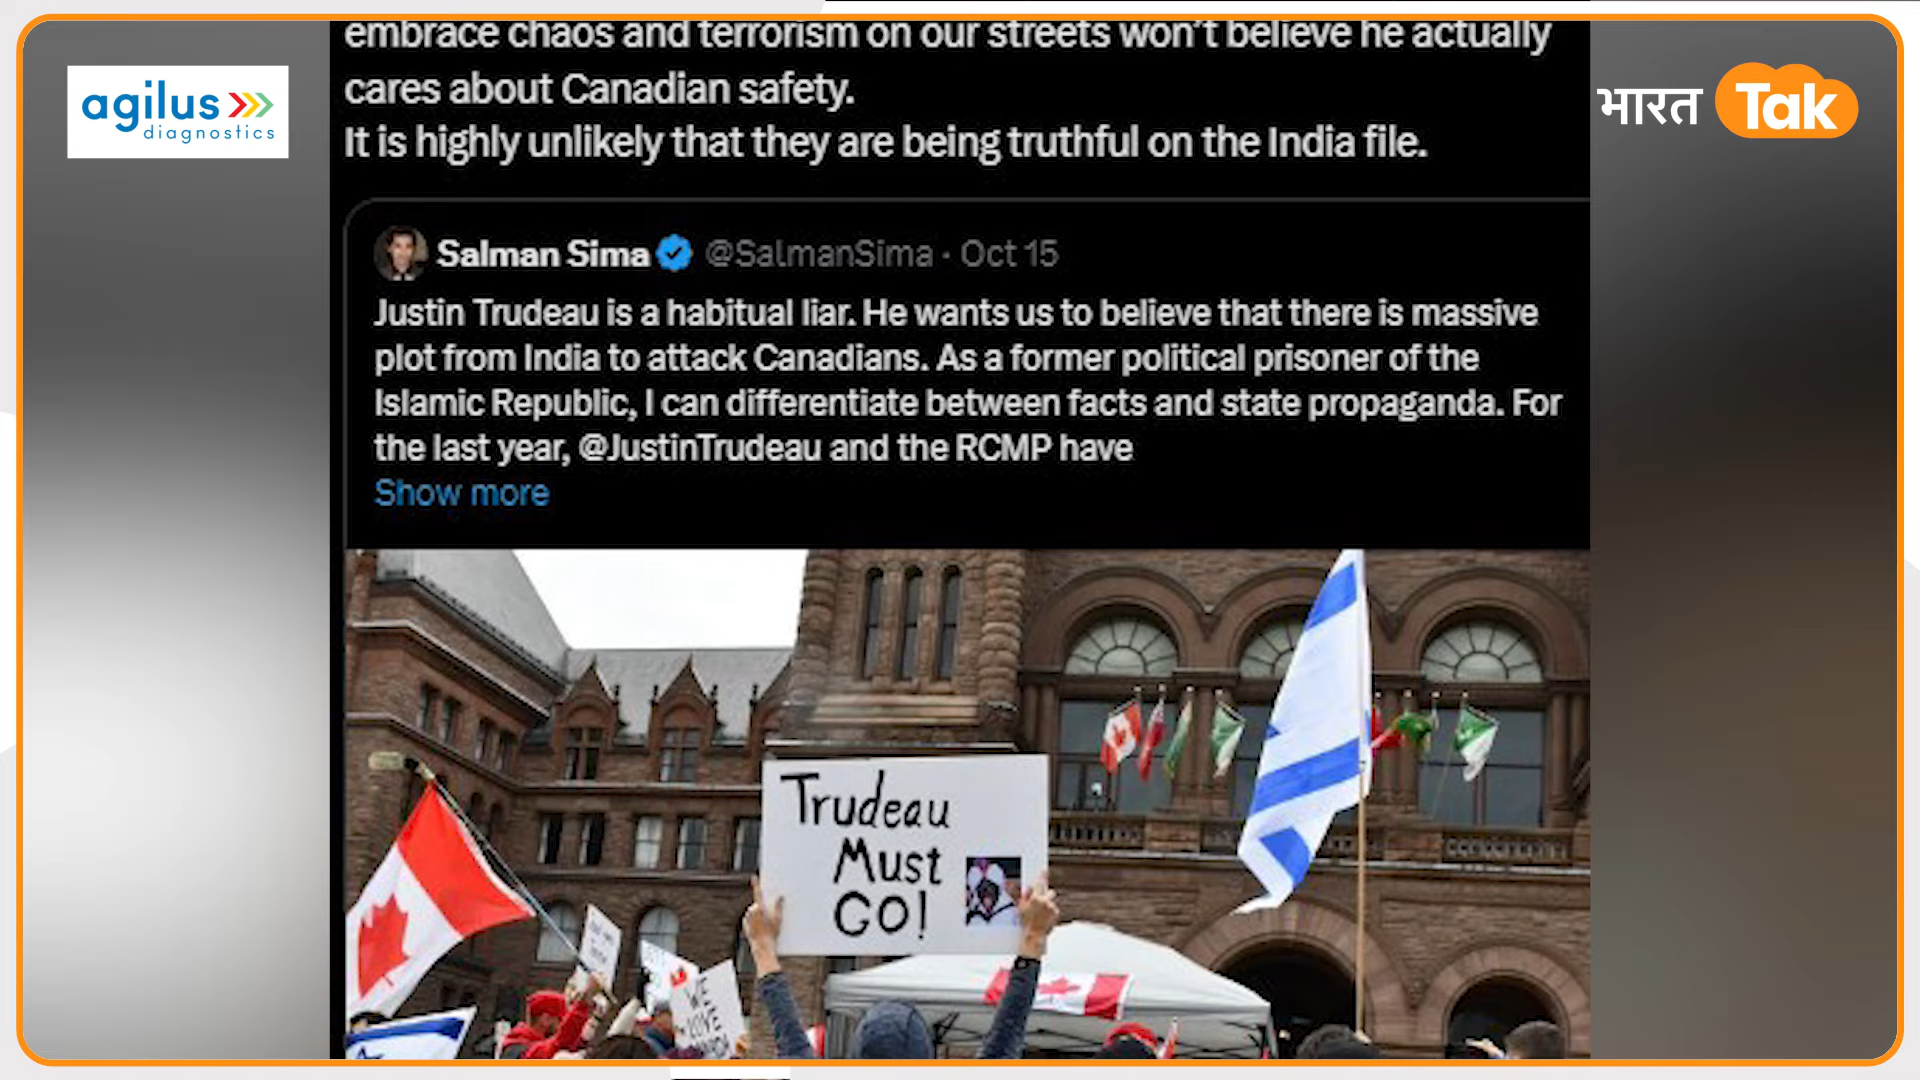 embrace chaos and terrorism on our streets won't believe he actually
cares about Canadian safety.
It is highly unlikely that they are being truthful on the India file.
agilus
diagnostics
भारत Tak
Salman Sima @SalmanSima · Oct 15
Justin Trudeau is a habitual liar. He wants us to believe that there is massive
plot from India to attack Canadians. As a former political prisoner of the
Islamic Republic, I can differentiate between facts and state propaganda. For
the last year, @JustinTrudeau and the RCMP have
Show more
Trudeau
Must
GO!
WE
LOVE